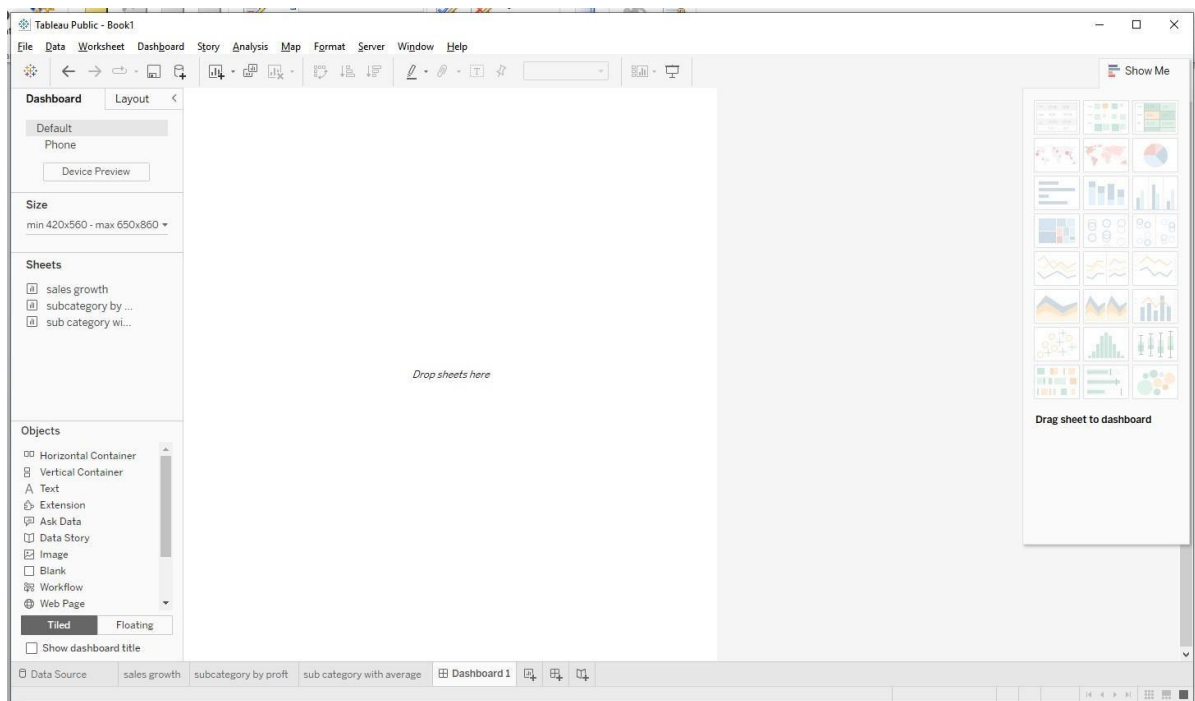 Tableau Public - Book1
File Data Worksheet Dashboard Story Analysis Map Format Server Window Help
Show Me
Dashboard Layout
Default
Phone
Device Preview
Size
min 420x560 - max 650x860
Sheets
sales growth
subcategory by ...
sub category wi...
Drop sheets here
Drag sheet to dashboard
Objects
Horizontal Container
Vertical Container
Text
Extension
Ask Data
Data Story
Image
Blank
Workflow
Web Page
Tiled Floating
Show dashboard title
Data Source sales growth subcategory by proft sub category with average Dashboard 1